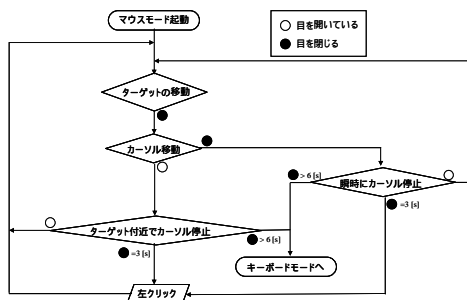 マウスモード起動
目を開いている
目を閉じる
ターゲットの移動
カーソル移動
> 6 [s]
瞬時にカーソル停止
=3 [s]
ターゲット付近でカーソル停止
> 6 [s]
=3 [s]
キーボードモードへ
左クリック